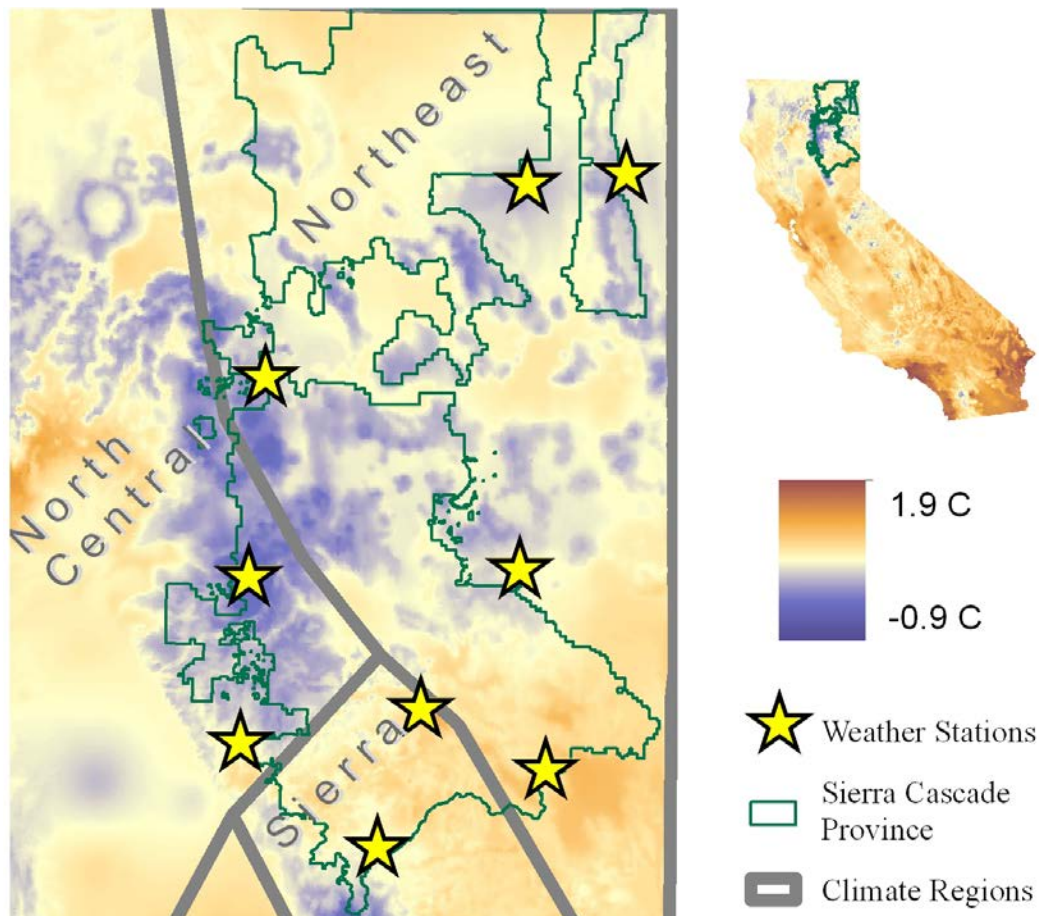 Northeast
North
Central
Sierra
1.9 C
-0.9 C
Weather Stations
Sierra Cascade
Province
Climate Regions